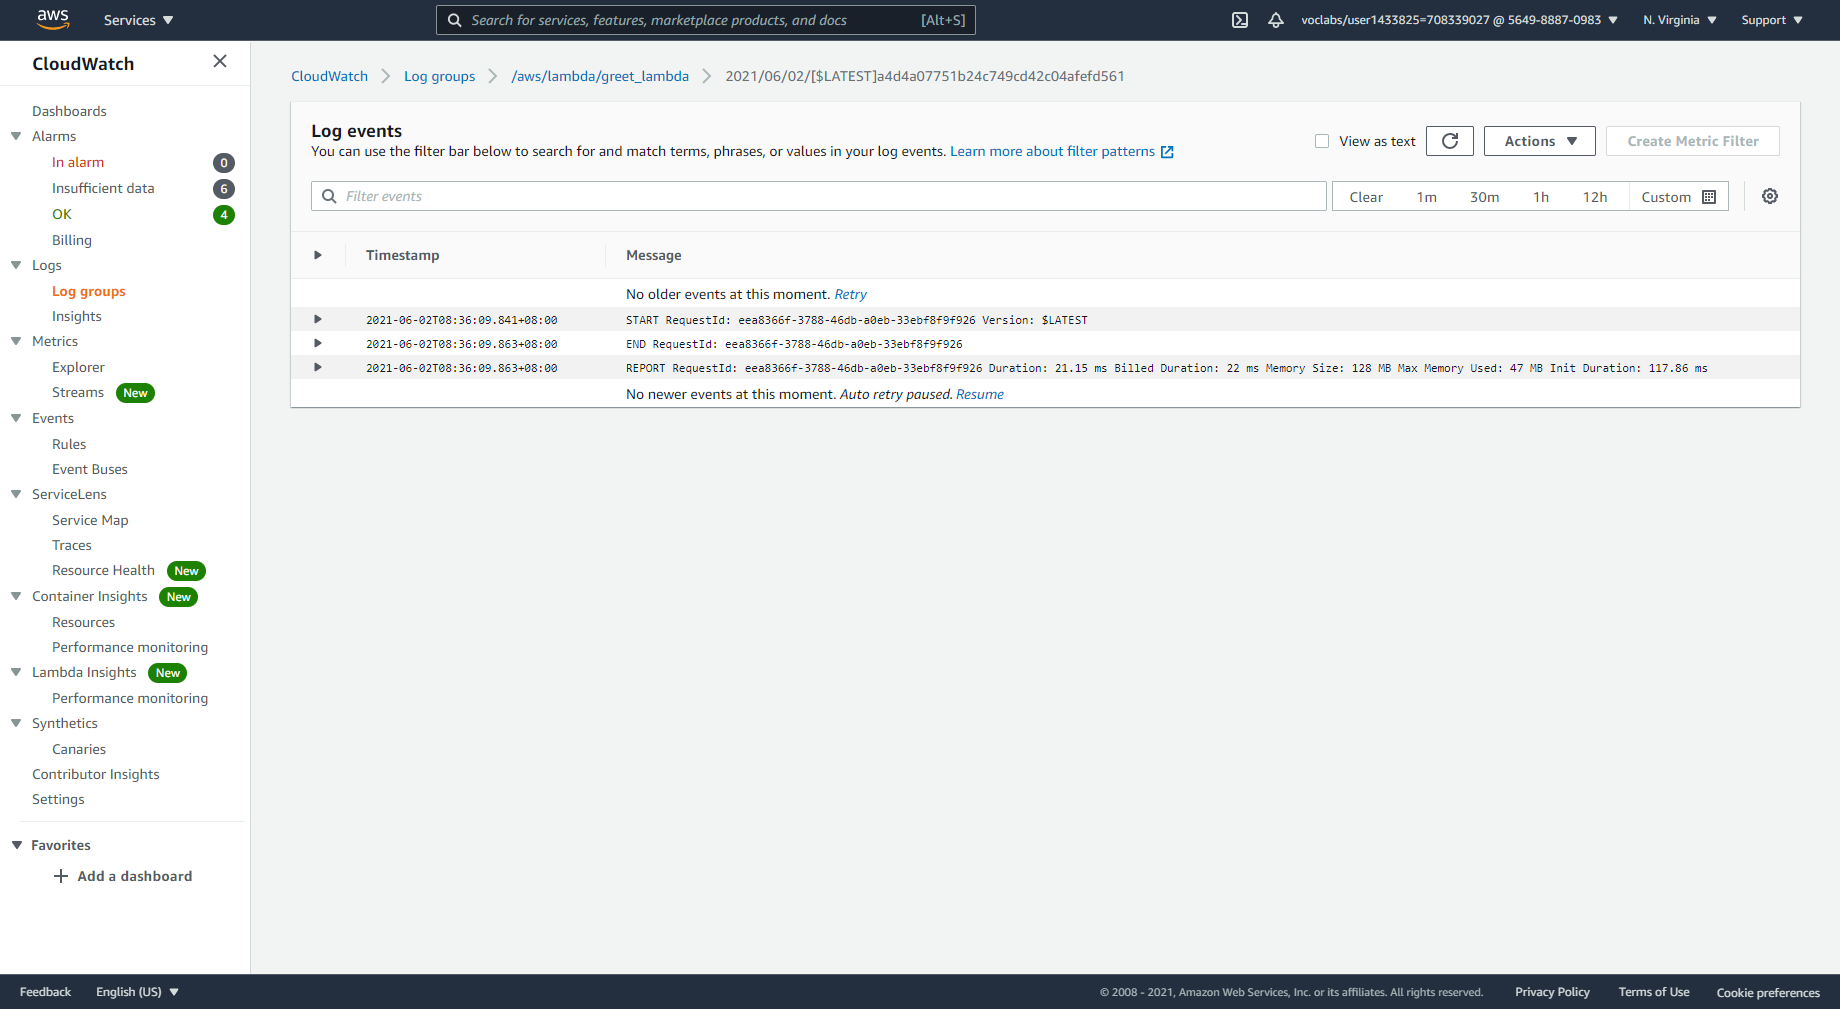 aws Services Search for services, features, marketplace products, and docs [Alt+S] voclabs/user1433825=708339027 @ 5649-8887-0983 N. Virginia Support
CloudWatch
Dashboards
Alarms
In alarm 0
Insufficient data 6
OK 4
Billing
Logs
Log groups
Insights
Metrics
Explorer
Streams New
Events
Rules
Event Buses
ServiceLens
Service Map
Traces
Resource Health New
Container Insights New
Resources
Performance monitoring
Lambda Insights New
Performance monitoring
Synthetics
Canaries
Contributor Insights
Settings
Favorites
Add a dashboard
CloudWatch Log groups /aws/lambda/greet_lambda 2021/06/02/[$LATEST]a4d4a07751b24c749cd42c04afefd561
Log events
You can use the filter bar below to search for and match terms, phrases, or values in your log events. Learn more about filter patterns
View as text Actions Create Metric Filter
Filter events Clear 1m 30m 1h 12h Custom
Timestamp Message
No older events at this moment. Retry
2021-06-02T08:36:09.841+08:00 START RequestId: eea8366f-3788-46db-a0eb-33ebf8f9f926 Version: $LATEST
2021-06-02T08:36:09.863+08:00 END RequestId: eea8366f-3788-46db-a0eb-33ebf8f9f926
2021-06-02T08:36:09.863+08:00 REPORT RequestId: eea8366f-3788-46db-a0eb-33ebf8f9f926 Duration: 21.15 ms Billed Duration: 22 ms Memory Size: 128 MB Max Memory Used: 47 MB Init Duration: 117.86 ms
No newer events at this moment. Auto retry paused. Resume
Feedback English (US) © 2008 - 2021, Amazon Web Services, Inc. or its affiliates. All rights reserved. Privacy Policy Terms of Use Cookie preferences